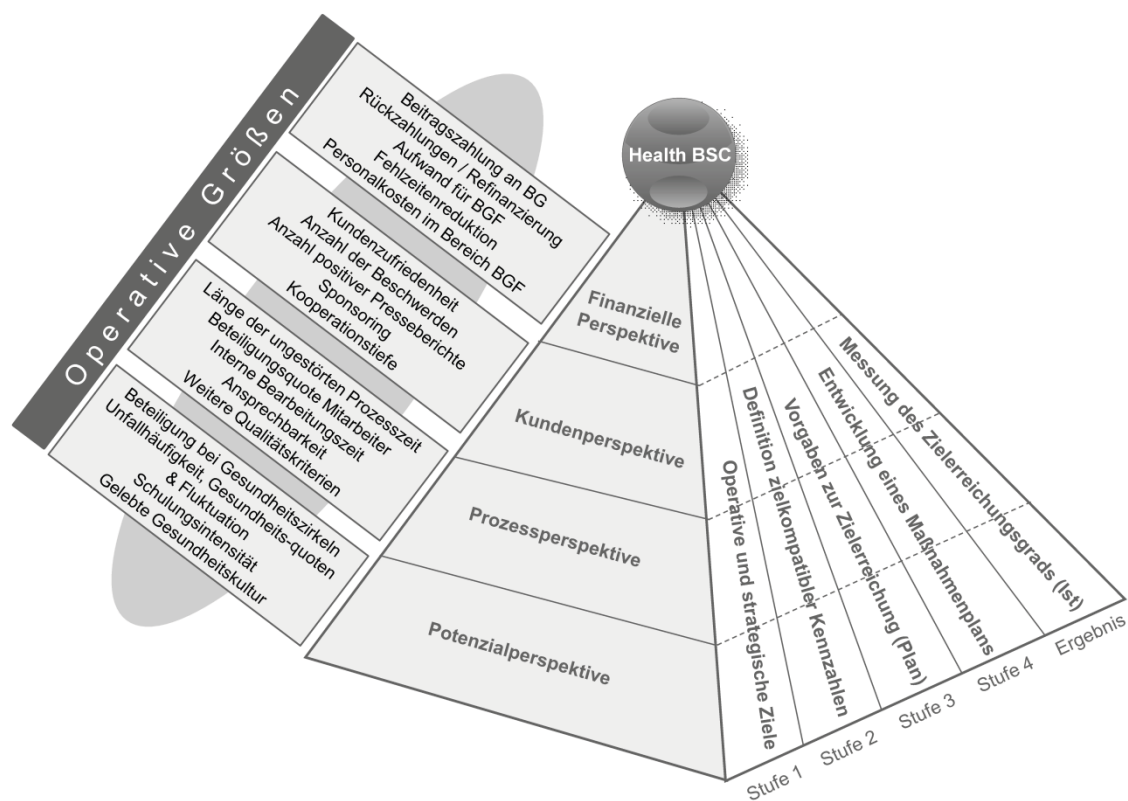 Operative Größen
Beitragszahlung an BG
Rückzahlungen / Refinanzierung
Aufwand für BGF
Fehlzeitenreduktion
Personalkosten im Bereich BGF
Kundenzufriedenheit
Anzahl der Beschwerden
Anzahl positiver Presseberichte
Sponsoring
Kooperationstiefe
Länge der ungestörten Prozesszeit
Beteiligungsquote Mitarbeiter
Interne Bearbeitungszeit
Ansprechbarkeit
Weitere Qualitätskriterien
Beteiligung bei Gesundheitszirkeln
Unfallhäufigkeit, Gesundheits-quoten
& Fluktuation
Schulungsintensität
Gelebte Gesundheitskultur
Health BSC
Finanzielle
Perspektive
Kundenperspektive
Prozessperspektive
Potenzialperspektive
Operative und strategische Ziele
Definition zielkompatibler Kennzahlen
Vorgaben zur Zielerreichung (Plan)
Entwicklung eines Maßnahmenplans
Messung des Zielerreichungsgrads (Ist)
Stufe 1
Stufe 2
Stufe 3
Stufe 4
Ergebnis